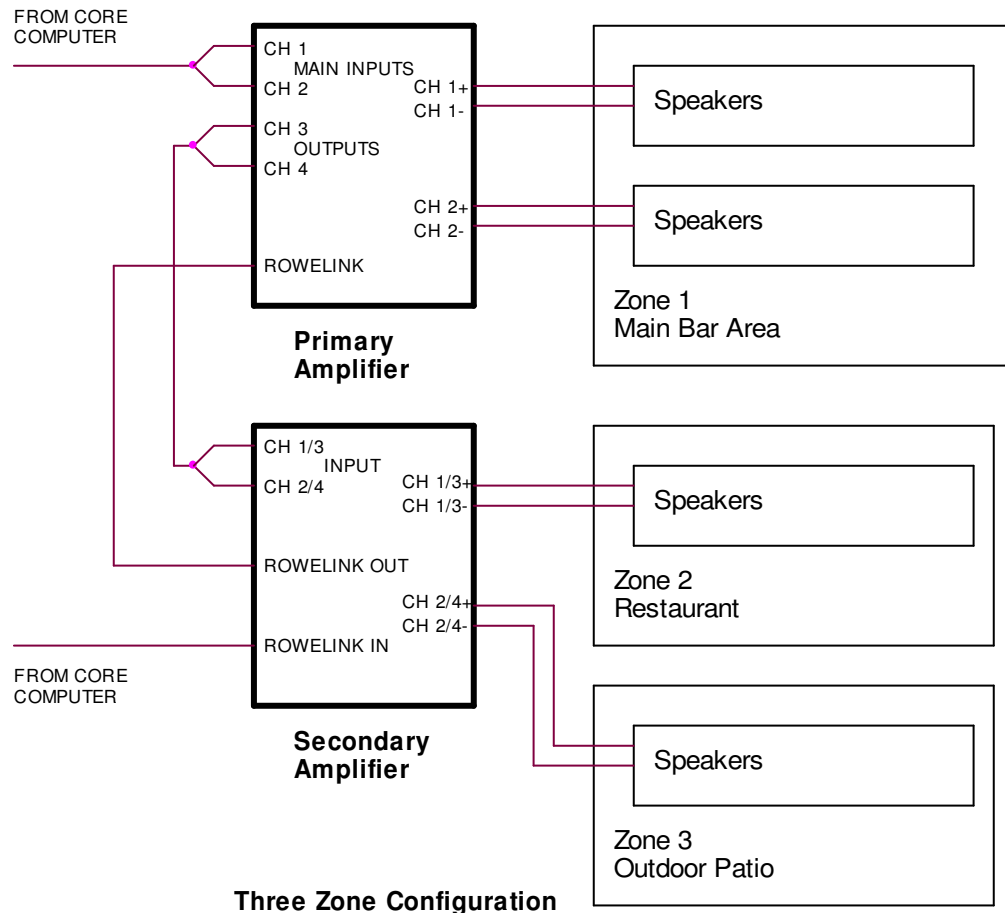 FROM CORE
COMPUTER
CH 1
MAIN INPUTS
CH 2
CH 3
OUTPUTS
CH 4
ROWELINK
CH 1+
CH 1-
CH 2+
CH 2-
Primary
Amplifier
Speakers
Speakers
Zone 1
Main Bar Area
CH 1/3
INPUT
CH 2/4
ROWELINK OUT
ROWELINK IN
CH 1/3+
CH 1/3-
CH 2/4+
CH 2/4-
FROM CORE
COMPUTER
Secondary
Amplifier
Speakers
Zone 2
Restaurant
Speakers
Zone 3
Outdoor Patio
Three Zone Configuration